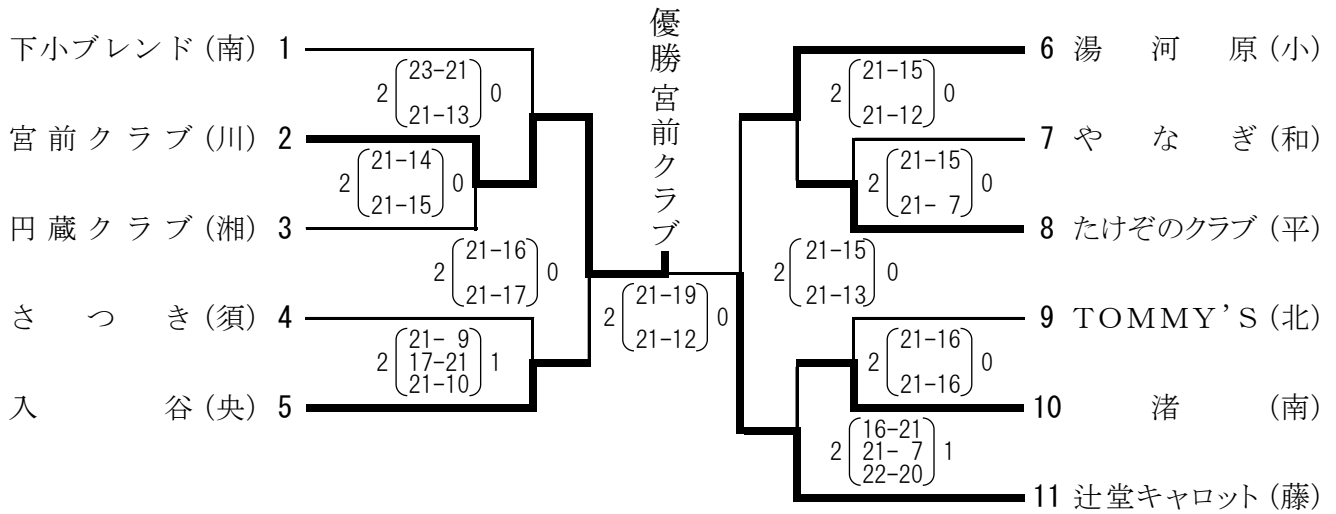 優勝宮前クラブ
下小ブレンド (南) 1
2 23-21 0
21-13
宮前クラブ (川) 2
2 21-14 0
21-15
円蔵クラブ (湘) 3
2 21-16 0
21-17
さつき (須) 4
2 21- 9 1
17-21
21-10
入谷 (央) 5
2 21-19 0
21-12
6 湯河原 (小)
2 21-15 0
21-12
7 やなぎ (和)
2 21-15 0
21- 7
8 たけぞのクラブ (平)
2 21-15 0
21-13
9 TOMMY'S (北)
2 21-16 0
21-16
10 渚 (南)
2 16-21 1
21- 7
22-20
11 辻堂キャロット (藤)